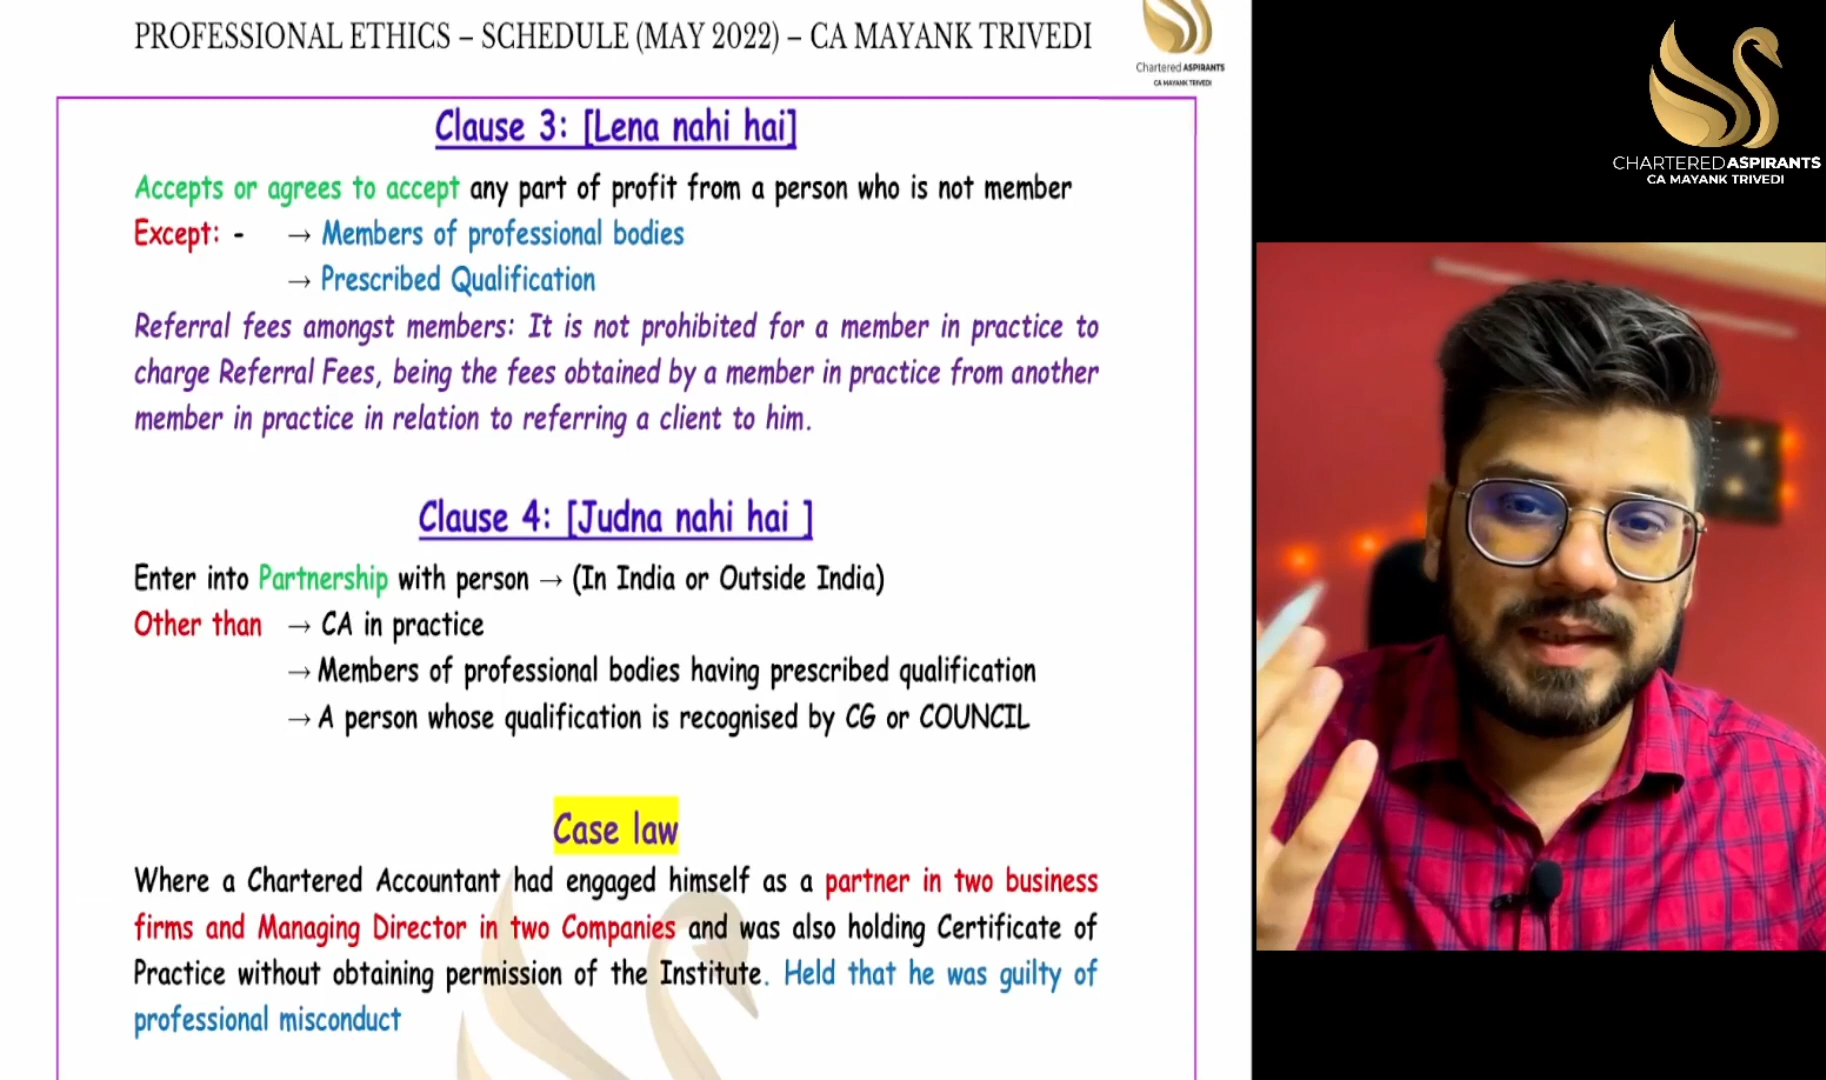 PROFESSIONAL ETHICS – SCHEDULE (MAY 2022) – CA MAYANK TRIVEDI
Chartered ASPIRANTS
CA MAYANK TRIVEDI
Clause 3: [Lena nahi hai]
Accepts or agrees to accept any part of profit from a person who is not member
Except: - → Members of professional bodies
→ Prescribed Qualification
Referral fees amongst members: It is not prohibited for a member in practice to
charge Referral Fees, being the fees obtained by a member in practice from another
member in practice in relation to referring a client to him.
Clause 4: [Judna nahi hai ]
Enter into Partnership with person → (In India or Outside India)
Other than → CA in practice
→ Members of professional bodies having prescribed qualification
→ A person whose qualification is recognised by CG or COUNCIL
Case law
Where a Chartered Accountant had engaged himself as a partner in two business
firms and Managing Director in two Companies and was also holding Certificate of
Practice without obtaining permission of the Institute. Held that he was guilty of
professional misconduct
CHARTERED ASPIRANTS
CA MAYANK TRIVEDI